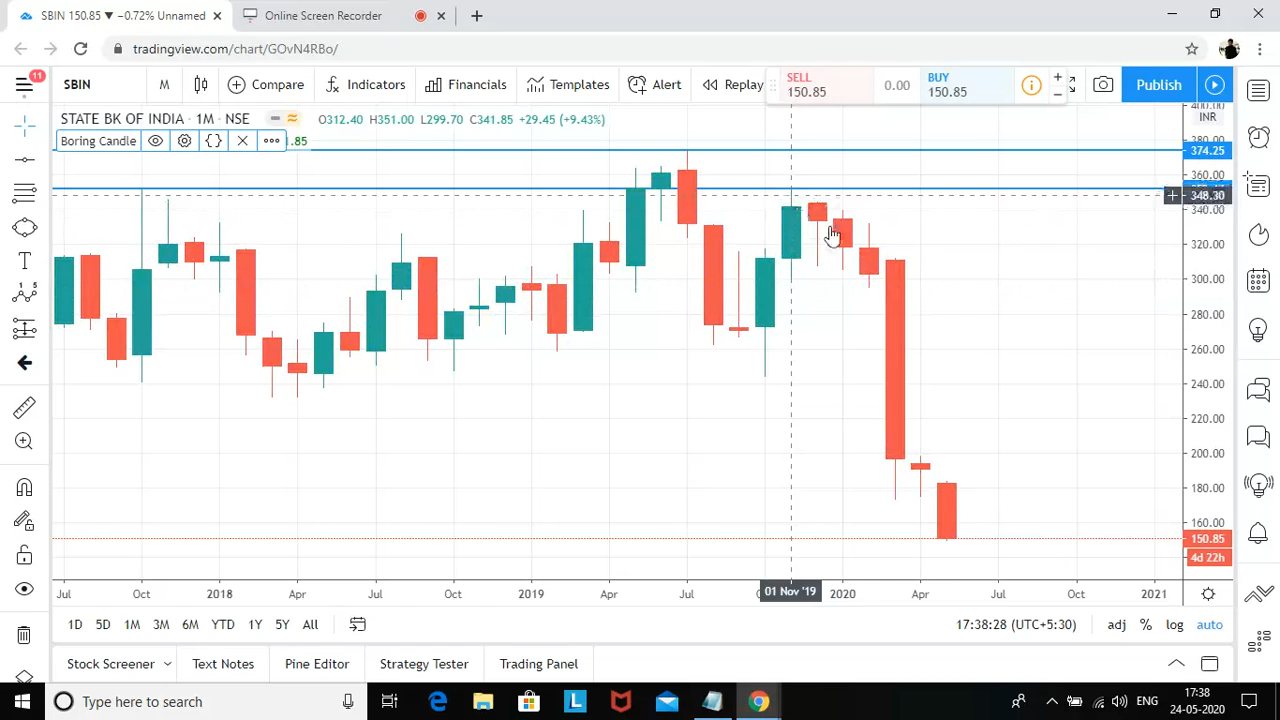 SBIN 150.85 ▼ −0.72% Unnamed
Online Screen Recorder
tradingview.com/chart/GOvN4RBo/
11
SBIN
M
Compare
Indicators
Financials
Templates
Alert
Replay
SELL
150.85
0.00
BUY
150.85
Publish
STATE BK OF INDIA · 1M · NSE
O312.40 H351.00 L299.70 C341.85 +29.45 (+9.43%)
Boring Candle
1.85
400.00
INR
380.00
374.25
360.00
348.30
340.00
320.00
300.00
280.00
260.00
240.00
220.00
200.00
180.00
160.00
150.85
4d 22h
Jul
Oct
2018
Apr
Jul
Oct
2019
Apr
Jul
01 Nov '19
2020
Apr
Jul
Oct
2021
1D
5D
1M
3M
6M
YTD
1Y
5Y
All
17:38:28 (UTC+5:30)
adj
%
log
auto
Stock Screener
Text Notes
Pine Editor
Strategy Tester
Trading Panel
Type here to search
ENG
17:38
24-05-2020